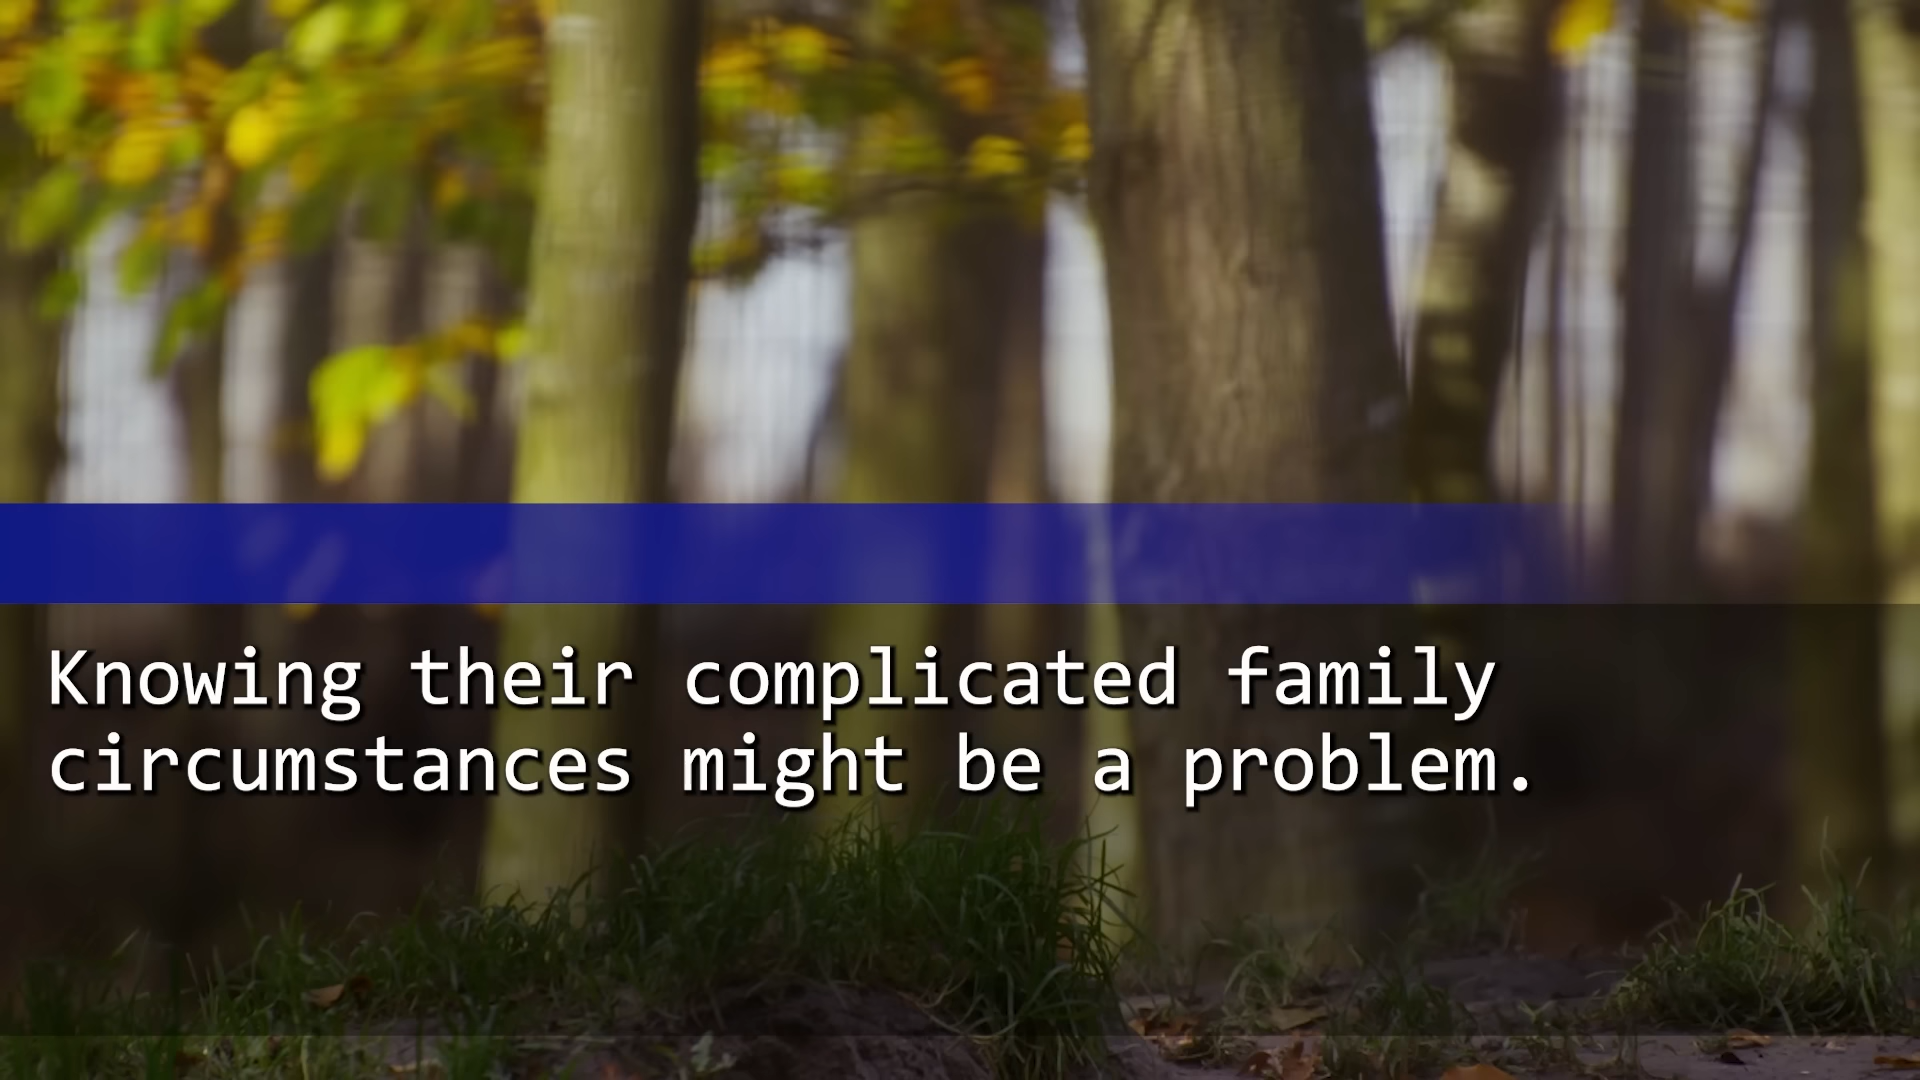 Knowing their complicated family
circumstances might be a problem.